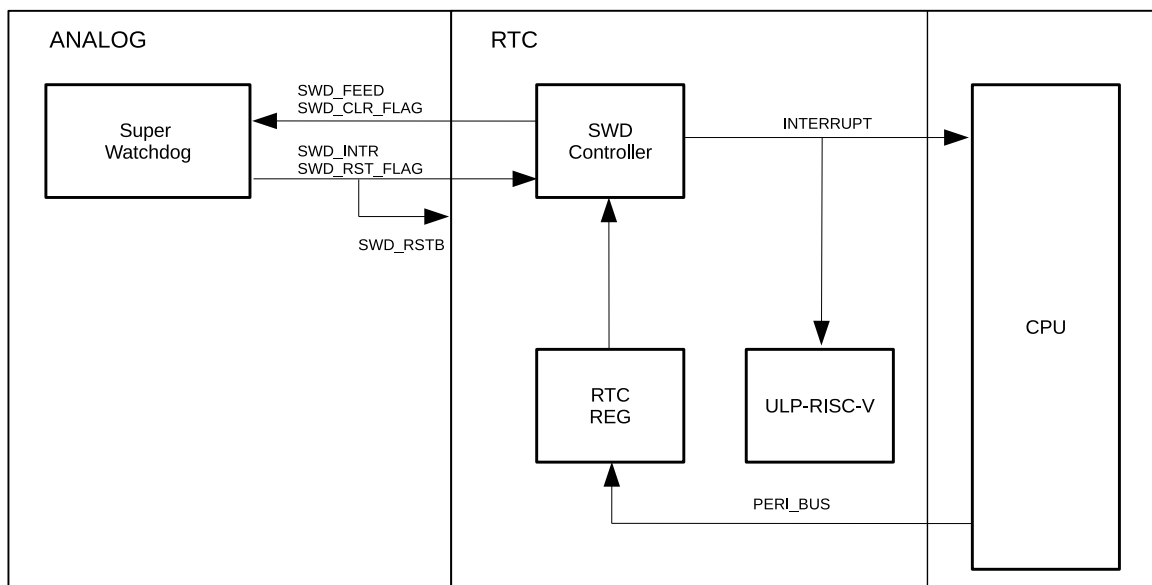 ANALOG
RTC
SWD_FEED
SWD_CLR_FLAG
Super
Watchdog
SWD_INTR
SWD_RST_FLAG
SWD_RSTB
SWD
Controller
INTERRUPT
CPU
RTC
REG
ULP-RISC-V
PERI_BUS